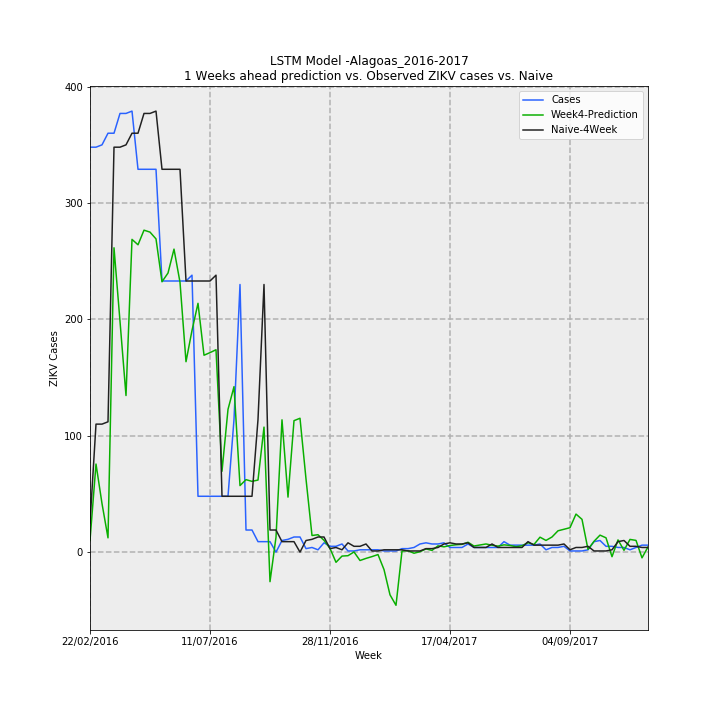 LSTM Model -Alagoas_2016-2017
1 Weeks ahead prediction vs. Observed ZIKV cases vs. Naive
Cases
Week4-Prediction
Naive-4Week
400
300
200
100
0
ZIKV Cases
22/02/2016 11/07/2016 28/11/2016 17/04/2017 04/09/2017
Week